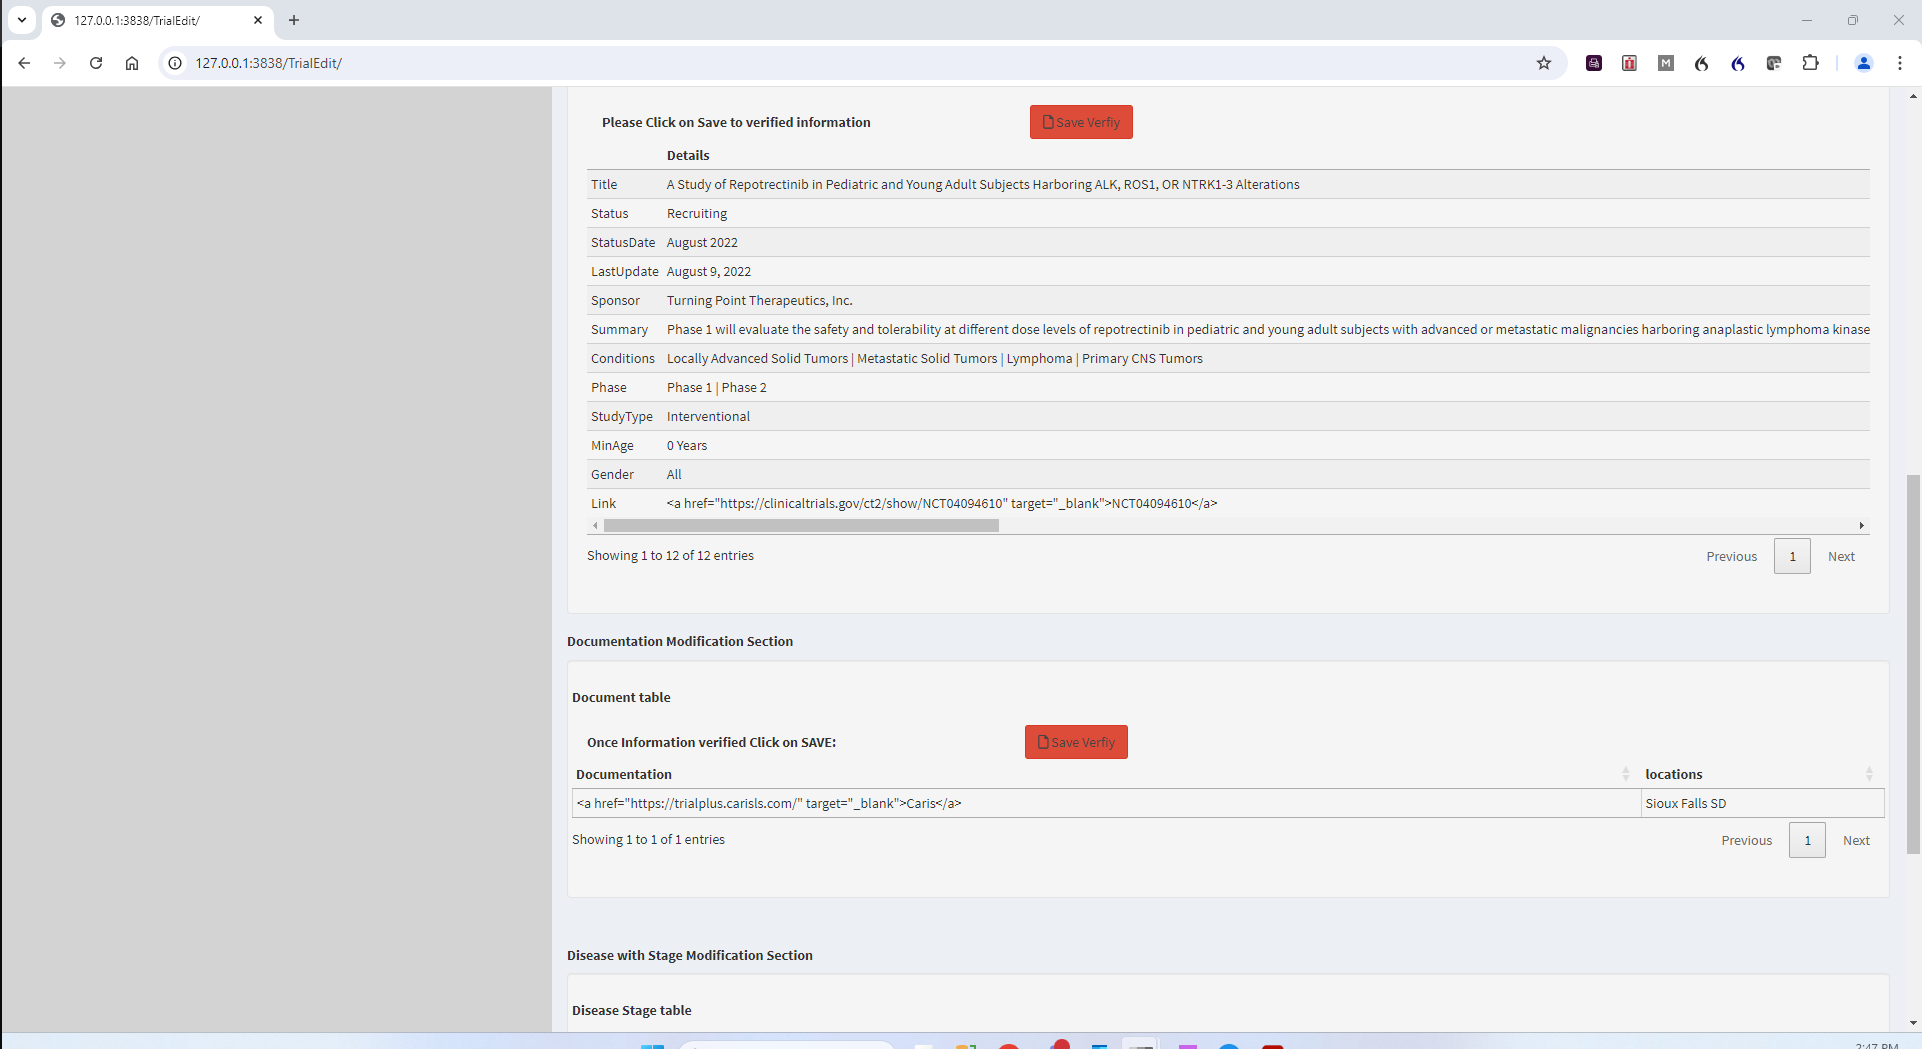 127.0.0.1:3838/TrialEdit/
127.0.0.1:3838/TrialEdit/
Please Click on Save to verified information
Save Verfiy
Details
Title A Study of Repotrectinib in Pediatric and Young Adult Subjects Harboring ALK, ROS1, OR NTRK1-3 Alterations
Status Recruiting
StatusDate August 2022
LastUpdate August 9, 2022
Sponsor Turning Point Therapeutics, Inc.
Summary Phase 1 will evaluate the safety and tolerability at different dose levels of repotrectinib in pediatric and young adult subjects with advanced or metastatic malignancies harboring anaplastic lymphoma kinase
Conditions Locally Advanced Solid Tumors | Metastatic Solid Tumors | Lymphoma | Primary CNS Tumors
Phase Phase 1 | Phase 2
StudyType Interventional
MinAge 0 Years
Gender All
Link <a href="https://clinicaltrials.gov/ct2/show/NCT04094610" target="_blank">NCT04094610</a>
Showing 1 to 12 of 12 entries
Previous 1 Next
Documentation Modification Section
Document table
Once Information verified Click on SAVE:
Save Verfiy
Documentation locations
<a href="https://trialplus.carisls.com/" target="_blank">Caris</a> Sioux Falls SD
Showing 1 to 1 of 1 entries
Previous 1 Next
Disease with Stage Modification Section
Disease Stage table
2:47 PM